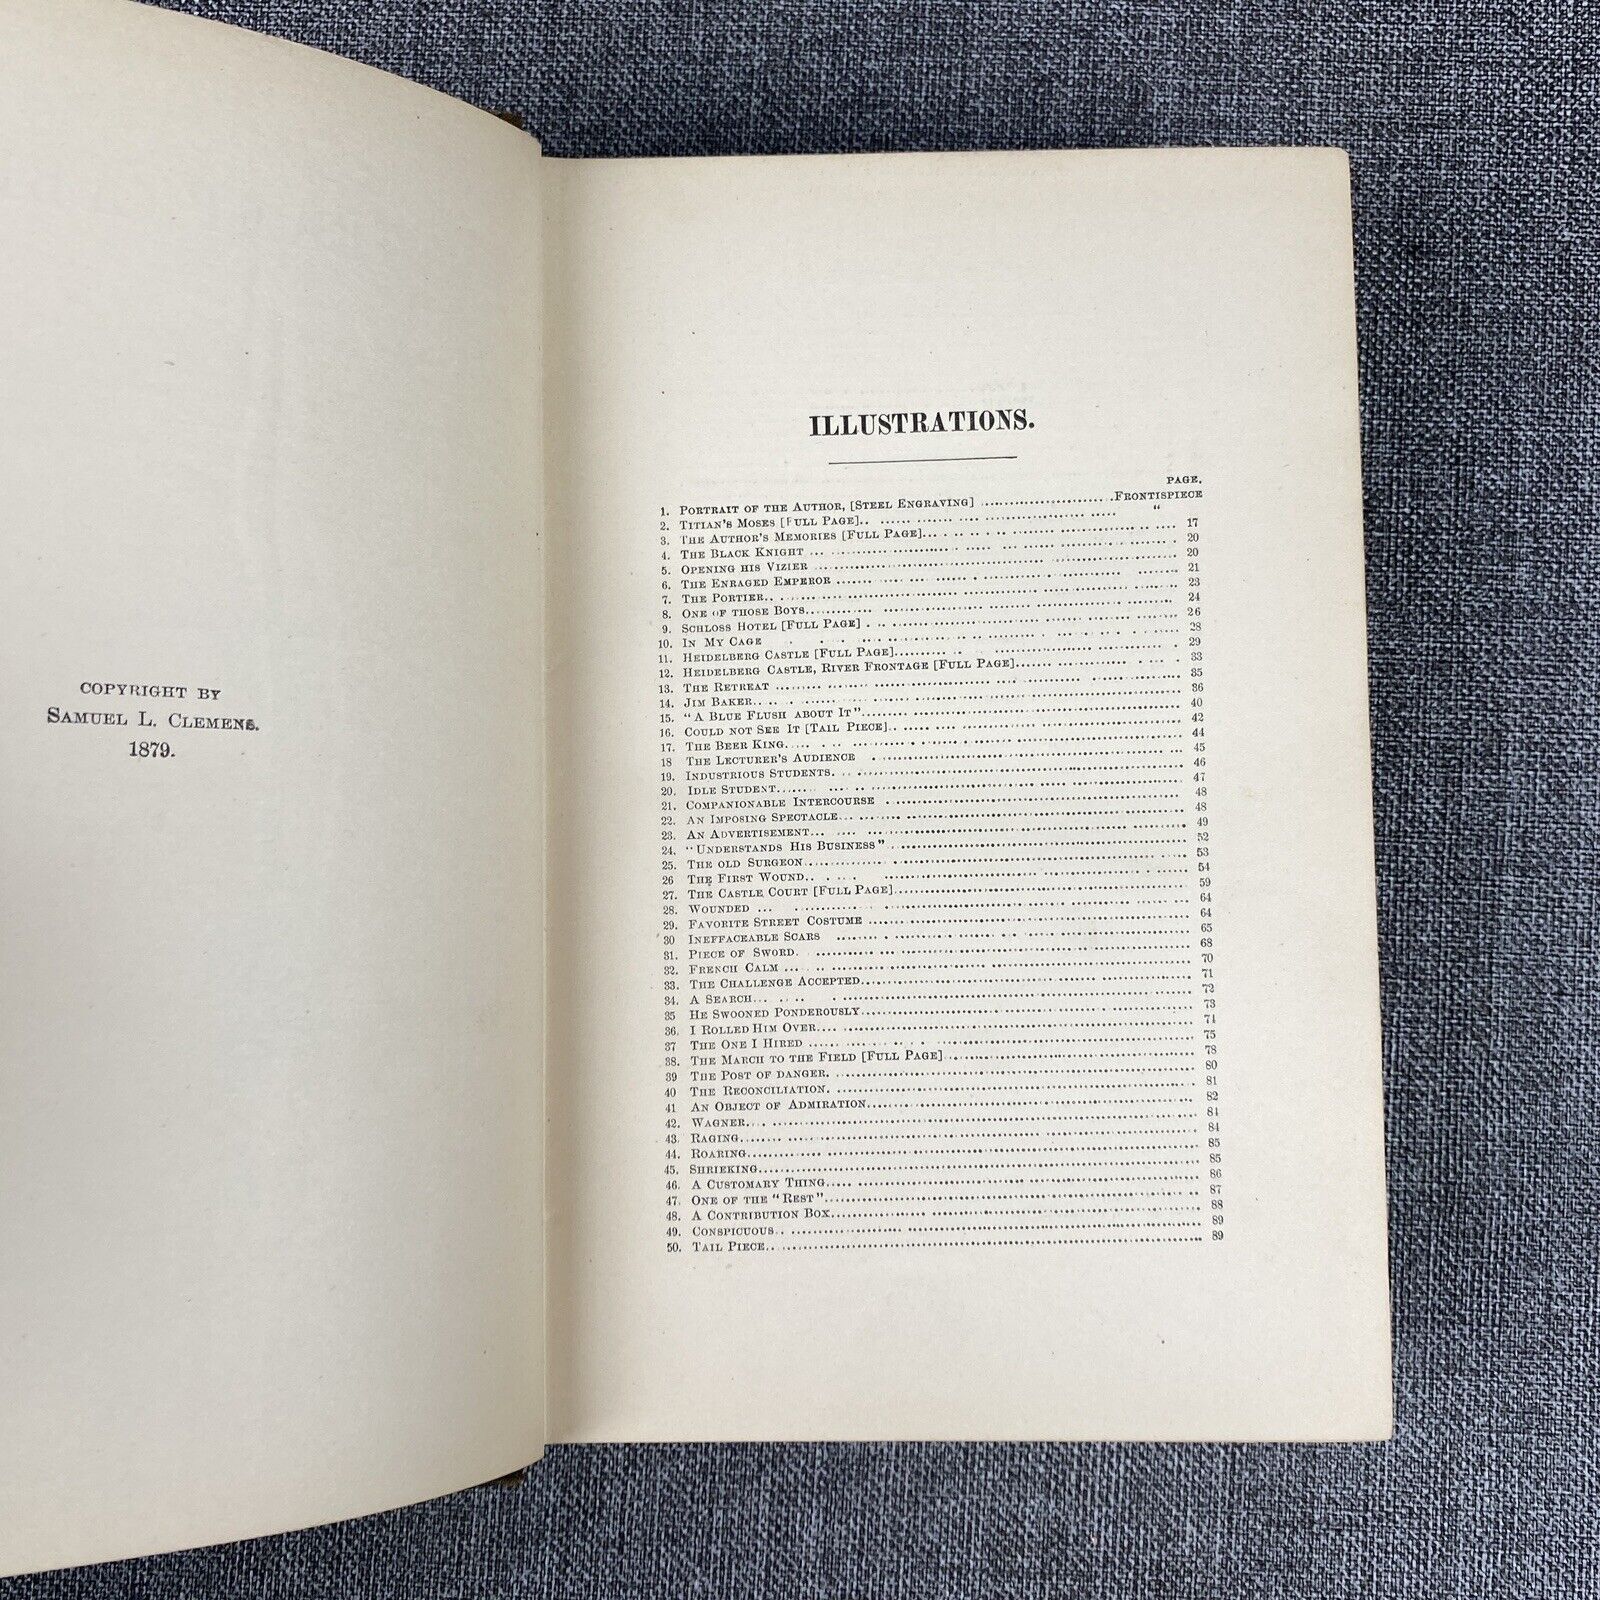 COPYRIGHT BY
SAMUEL L. CLEMENS.
1879.
ILLUSTRATIONS.
PAGE.
1. PORTRAIT OF THE AUTHOR, [STEEL ENGRAVING] FRONTISPIECE
2. TITIAN'S MOSES [FULL PAGE] "
3. THE AUTHOR'S MEMORIES [FULL PAGE] 17
4. THE BLACK KNIGHT 20
5. OPENING HIS VIZIER 20
6. THE ENRAGED EMPEROR 21
7. THE PORTIER 23
8. ONE OF THOSE BOYS 24
9. SCHLOSS HOTEL [FULL PAGE] 26
10. IN MY CAGE 28
11. HEIDELBERG CASTLE [FULL PAGE] 29
12. HEIDELBERG CASTLE, RIVER FRONTAGE [FULL PAGE] 33
13. THE RETREAT 35
14. JIM BAKER 36
15. "A BLUE FLUSH ABOUT IT" 40
16. COULD NOT SEE IT [TAIL PIECE] 42
17. THE BEER KING 44
18 THE LECTURER'S AUDIENCE 45
19. INDUSTRIOUS STUDENTS 46
20. IDLE STUDENT 47
21. COMPANIONABLE INTERCOURSE 48
22. AN IMPOSING SPECTACLE 48
23. AN ADVERTISEMENT 49
24. "UNDERSTANDS HIS BUSINESS" 52
25. THE OLD SURGEON 53
26 THE FIRST WOUND 54
27. THE CASTLE COURT [FULL PAGE] 59
28. WOUNDED 64
29. FAVORITE STREET COSTUME 64
30 INEFFACEABLE SCARS 65
31. PIECE OF SWORD 68
32. FRENCH CALM 70
33. THE CHALLENGE ACCEPTED 71
34. A SEARCH 72
35 HE SWOONED PONDEROUSLY 73
36. I ROLLED HIM OVER 74
37 THE ONE I HIRED 75
38. THE MARCH TO THE FIELD [FULL PAGE] 78
39 THE POST OF DANGER 80
40 THE RECONCILIATION 81
41 AN OBJECT OF ADMIRATION 82
42. WAGNER 84
43. RAGING 84
44. ROARING 85
45. SHRIEKING 85
46. A CUSTOMARY THING 86
47. ONE OF THE "REST" 87
48. A CONTRIBUTION BOX 88
49. CONSPICUOUS 89
50. TAIL PIECE 89